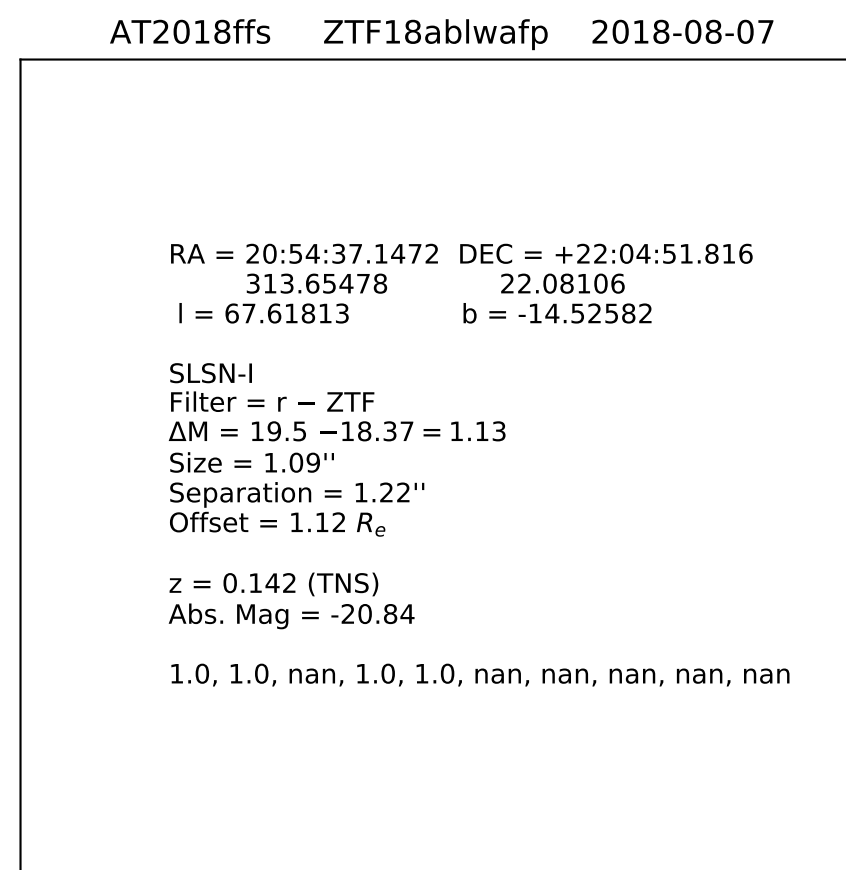 AT2018ffs ZTF18ablwafp 2018-08-07
RA = 20:54:37.1472 DEC = +22:04:51.816
313.65478 22.08106
l = 67.61813 b = -14.52582
SLSN-I
Filter = r − ZTF
ΔM = 19.5 −18.37 = 1.13
Size = 1.09''
Separation = 1.22''
Offset = 1.12 Rₑ
z = 0.142 (TNS)
Abs. Mag = -20.84
1.0, 1.0, nan, 1.0, 1.0, nan, nan, nan, nan, nan